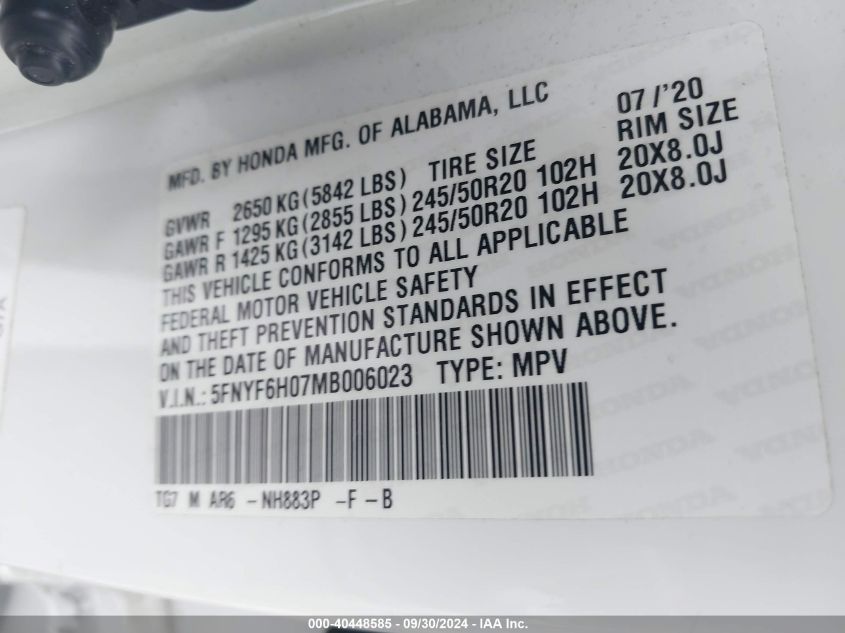 MFD. BY HONDA MFG. OF ALABAMA, LLC 07 /'20
TIRE SIZE RIM SIZE
GVWR 2650 KG (5842 LBS)
GAWR F 1295 KG (2855 LBS) 245/50R20 102H 20X8.0J
GAWR R 1425 KG (3142 LBS) 245/50R20 102H 20X8.0J
THIS VEHICLE CONFORMS TO ALL APPLICABLE
FEDERAL MOTOR VEHICLE SAFETY
AND THEFT PREVENTION STANDARDS IN EFFECT
ON THE DATE OF MANUFACTURE SHOWN ABOVE.
V.I.N.: 5FNYF6H07MB006023 TYPE: MPV
TG7 M AR6 - NH883P - F - B
000-40448585 - 09/30/2024 - IAA Inc.